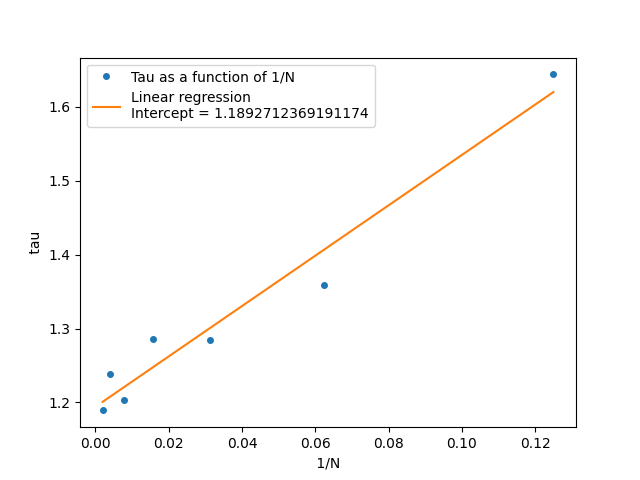 Tau as a function of 1/N
Linear regression
Intercept = 1.1892712369191174
tau
1.6
1.5
1.4
1.3
1.2
0.00 0.02 0.04 0.06 0.08 0.10 0.12
1/N